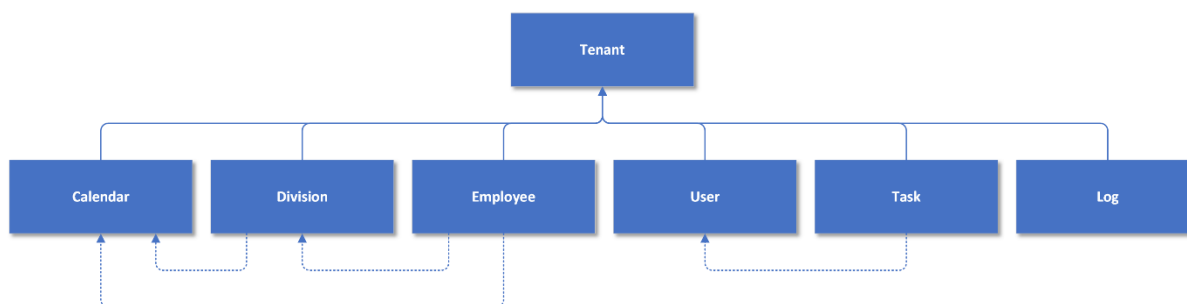 Tenant
Calendar
Division
Employee
User
Task
Log